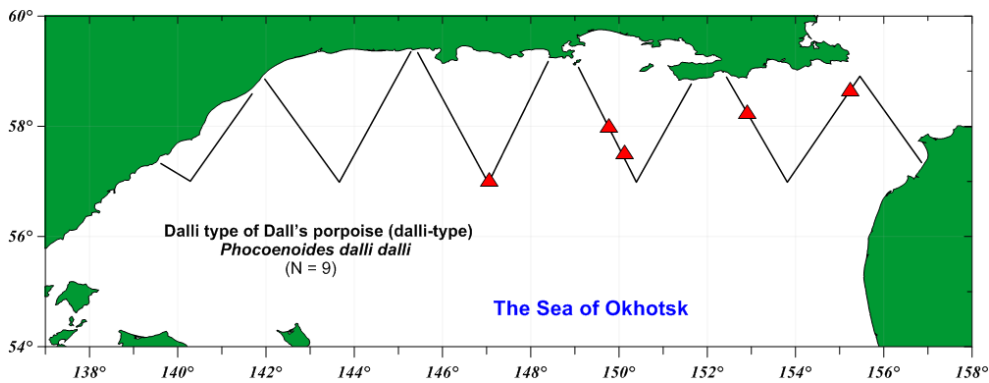 60°
58°
56°
54°
Dalli type of Dall's porpoise (dalli-type)
Phocoenoides dalli dalli
(N = 9)
The Sea of Okhotsk
138° 140° 142° 144° 146° 148° 150° 152° 154° 156° 158°